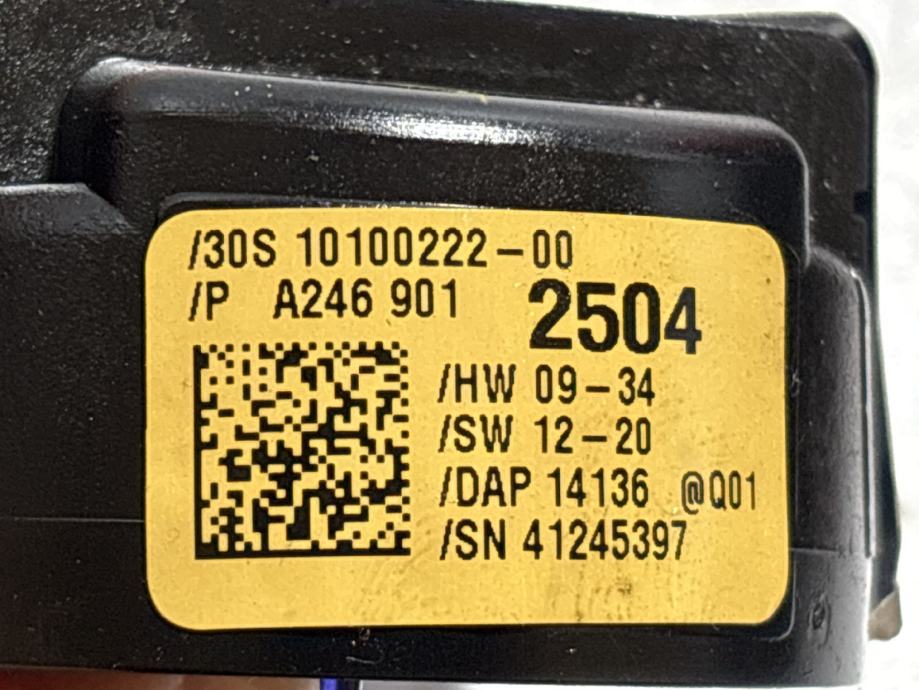 /30S 10100222-00
/P A246 901 2504
/HW 09-34
/SW 12-20
/DAP 14136 @Q01
/SN 41245397